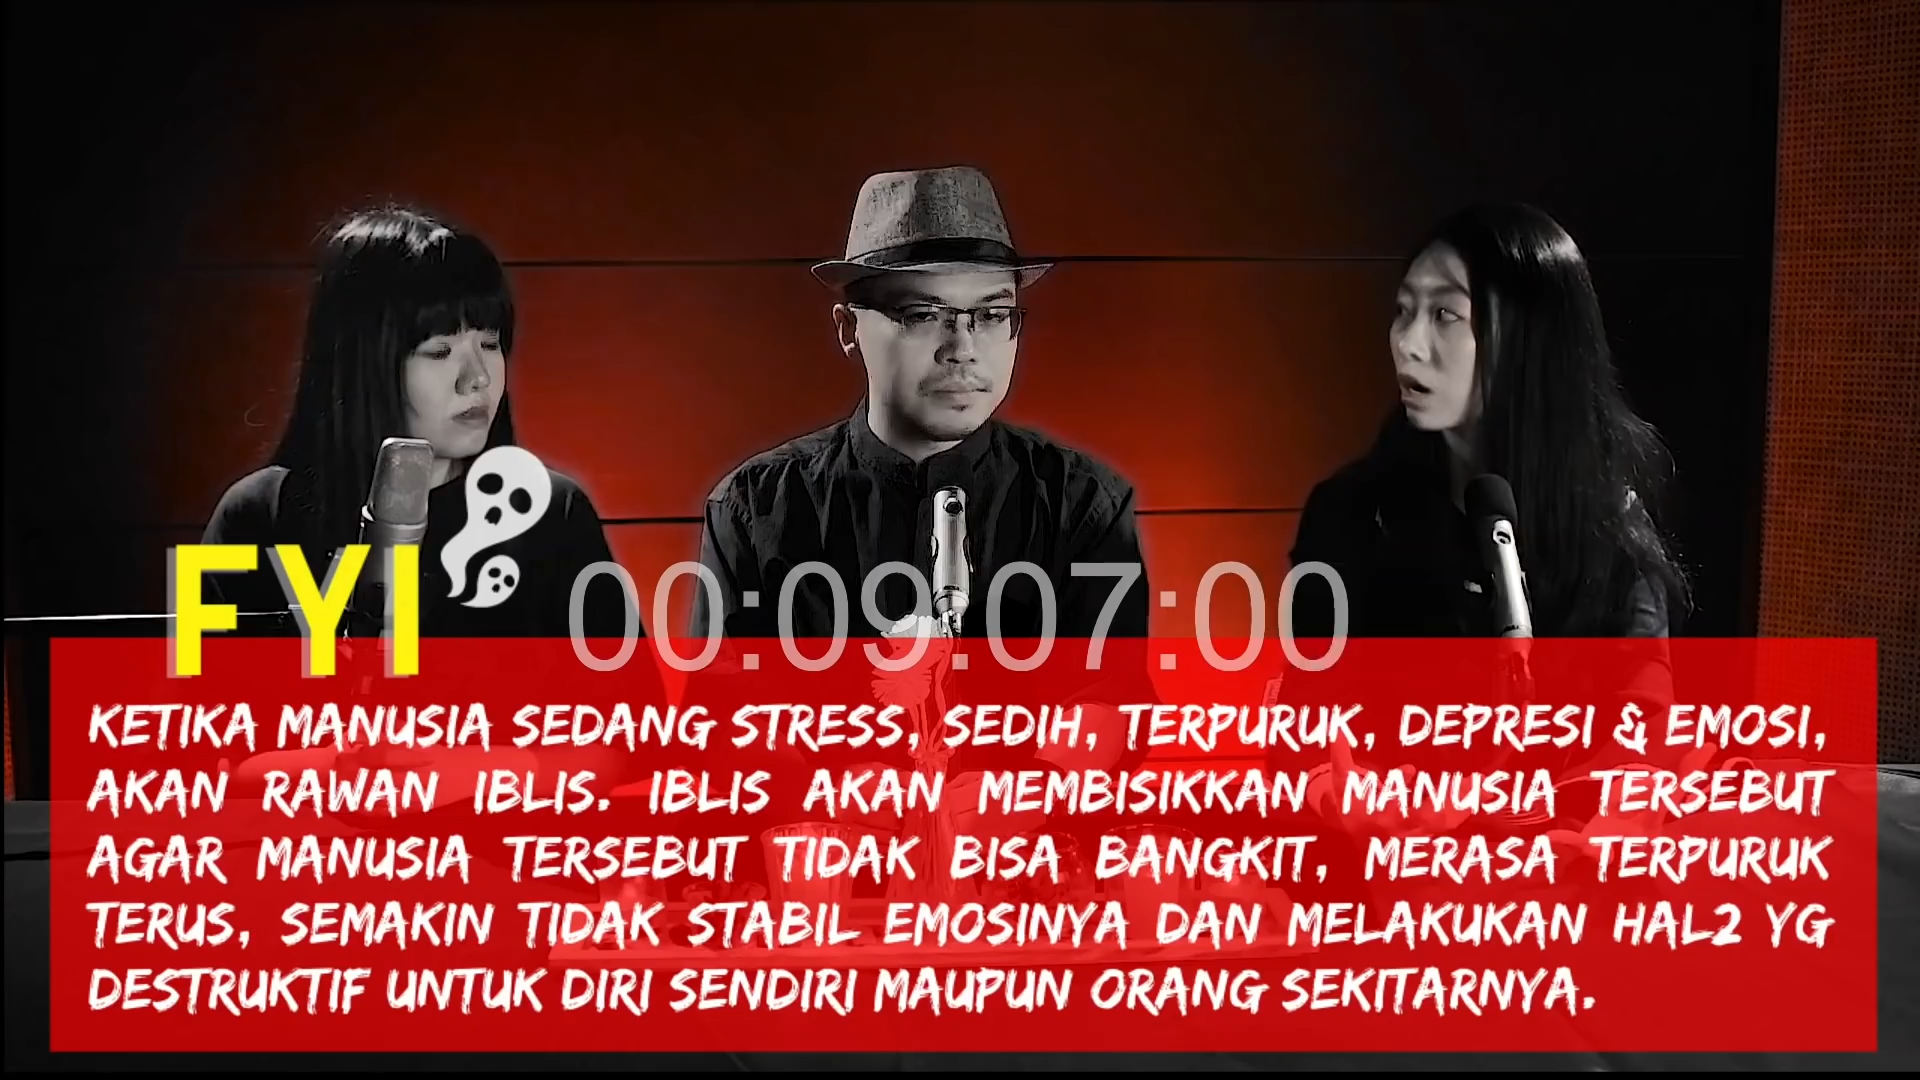 FYI
00:09:07:00
KETIKA MANUSIA SEDANG STRESS, SEDIH, TERPURUK, DEPRESI & EMOSI,
AKAN RAWAN IBLIS. IBLIS AKAN MEMBISIKKAN MANUSIA TERSEBUT
AGAR MANUSIA TERSEBUT TIDAK BISA BANGKIT, MERASA TERPURUK
TERUS, SEMAKIN TIDAK STABIL EMOSINYA DAN MELAKUKAN HAL2 YG
DESTRUKTIF UNTUK DIRI SENDIRI MAUPUN ORANG SEKITARNYA.